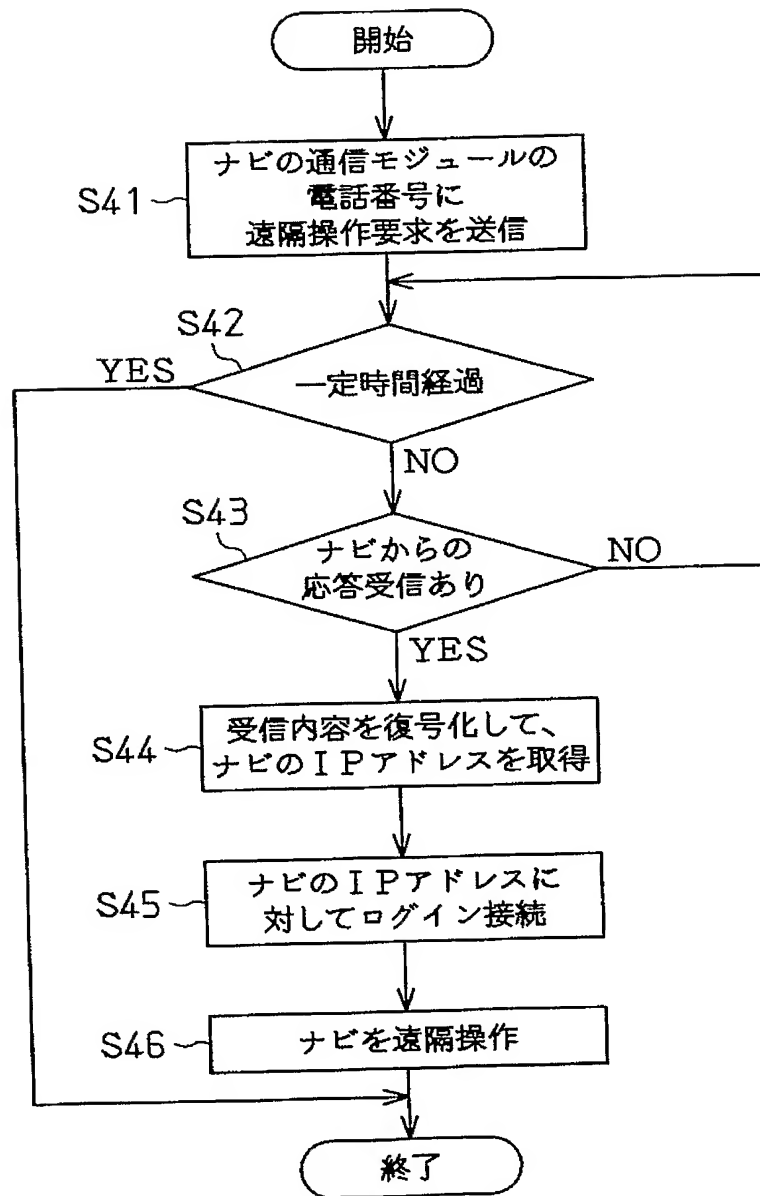 開始
S41
ナビの通信モジュールの
電話番号に
遠隔操作要求を送信
S42
YES
一定時間経過
NO
S43
ナビからの
応答受信あり
NO
YES
S44
受信内容を復号化して、
ナビのＩＰアドレスを取得
S45
ナビのＩＰアドレスに
対してログイン接続
S46
ナビを遠隔操作
終了